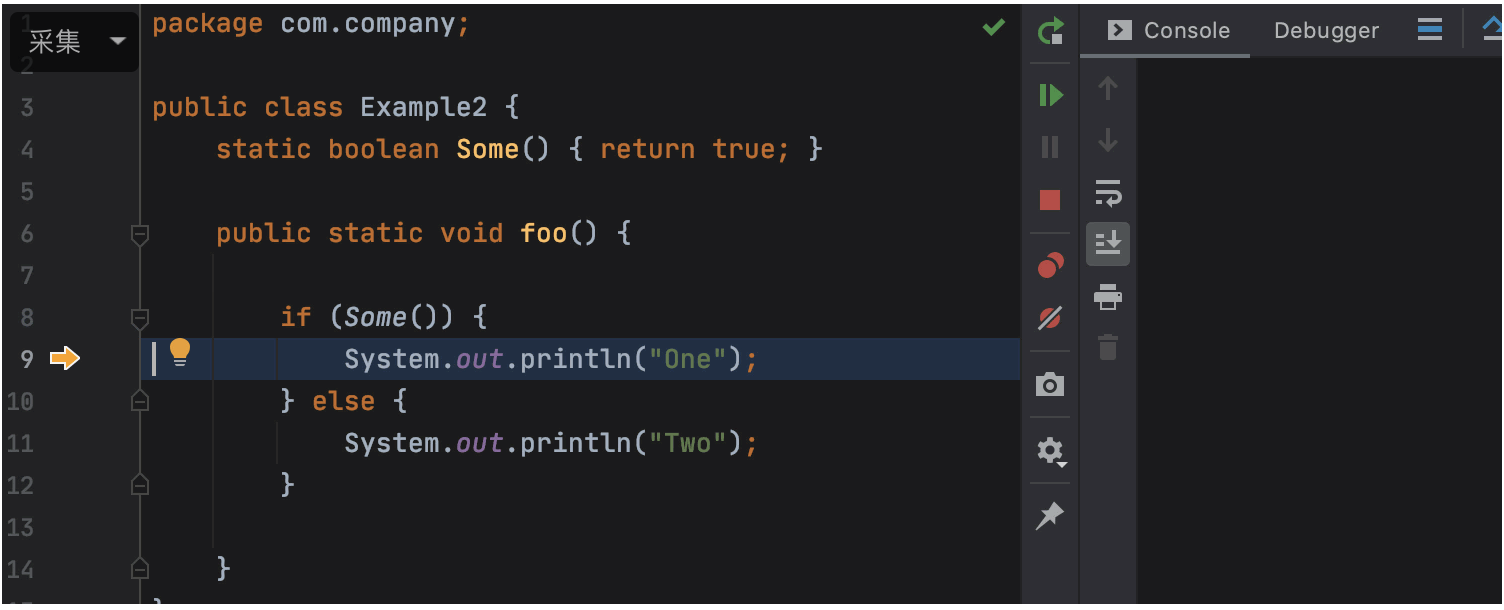 package com.company;
采集
2
3 public class Example2 {
4 static boolean Some() { return true; }
5
6 public static void foo() {
7
8 if (Some()) {
9 System.out.println("One");
10 } else {
11 System.out.println("Two");
12 }
13
14 }
Console Debugger